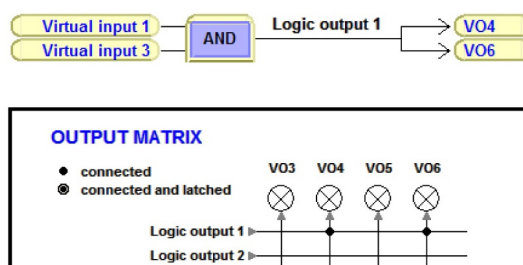 Virtual input 1
Virtual input 3
AND
Logic output 1
VO4
VO6
OUTPUT MATRIX
connected
connected and latched
VO3 VO4 VO5 VO6
Logic output 1
Logic output 2